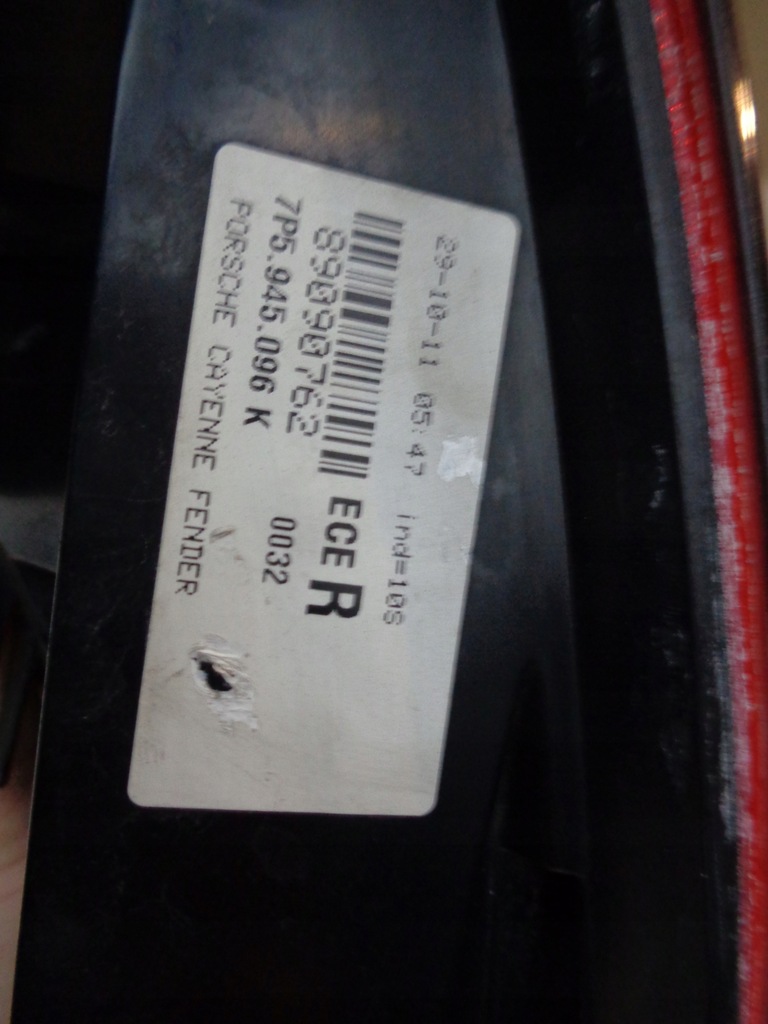 29-10-11 05:47 ind=10S
ECE R
89090762
7P5.945.096 K 0032
PORSCHE CAYENNE FENDER